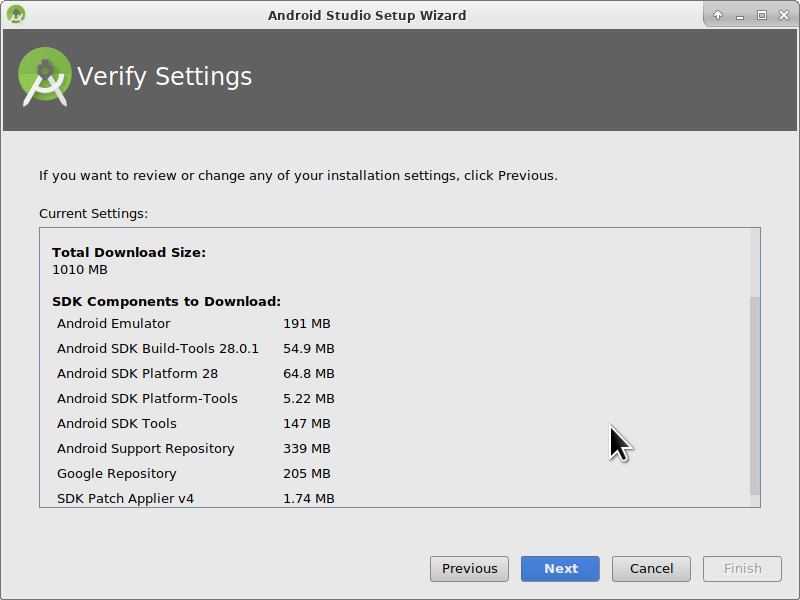 Android Studio Setup Wizard
Verify Settings
If you want to review or change any of your installation settings, click Previous.
Current Settings:
Total Download Size:
1010 MB
SDK Components to Download:
Android Emulator 191 MB
Android SDK Build-Tools 28.0.1 54.9 MB
Android SDK Platform 28 64.8 MB
Android SDK Platform-Tools 5.22 MB
Android SDK Tools 147 MB
Android Support Repository 339 MB
Google Repository 205 MB
SDK Patch Applier v4 1.74 MB
Previous Next Cancel Finish